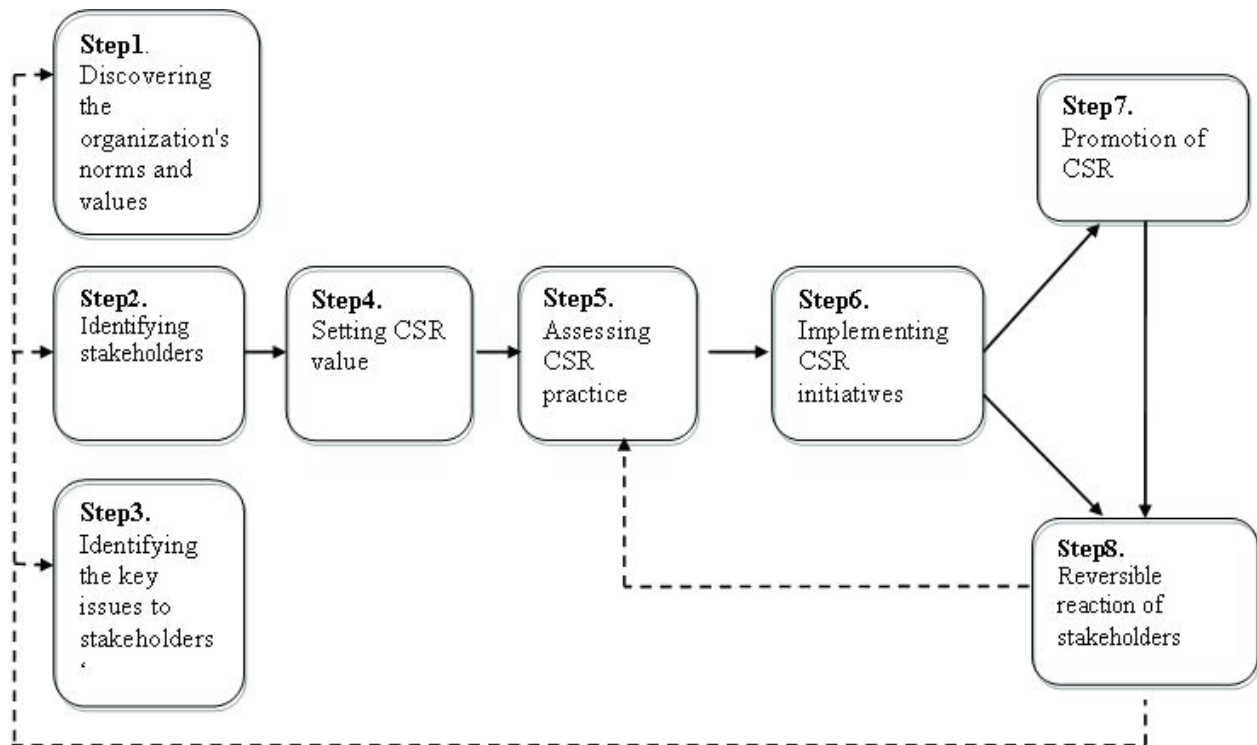 Step1.
Discovering
the
organization's
norms and
values
Step2.
Identifying
stakeholders
Step3.
Identifying
the key
issues to
stakeholders
‘
Step4.
Setting CSR
value
Step5.
Assessing
CSR
practice
Step6.
Implementing
CSR
initiatives
Step7.
Promotion of
CSR
Step8.
Reversible
reaction of
stakeholders